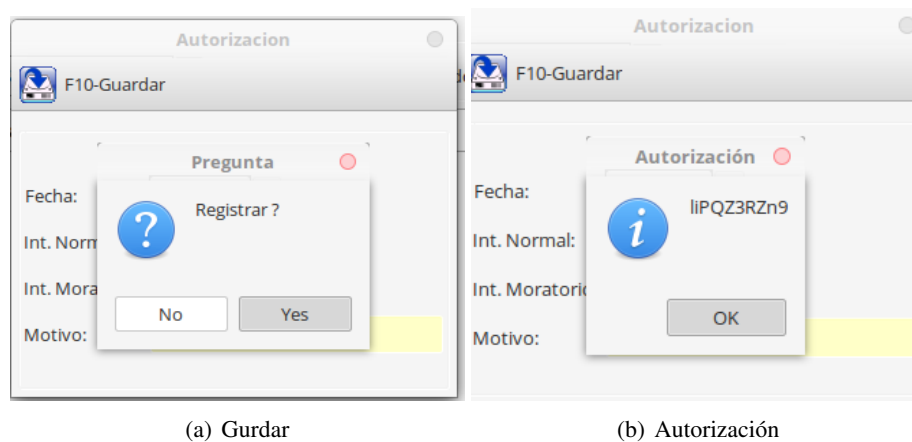 Autorizacion
F10-Guardar
Pregunta
Fecha:
Registrar ?
Int. Norm
Int. Mora
No
Yes
Motivo:
(a) Gurdar
Autorizacion
F10-Guardar
Autorización
Fecha:
liPQZ3RZn9
Int. Normal:
Int. Moratorio
OK
Motivo:
(b) Autorización